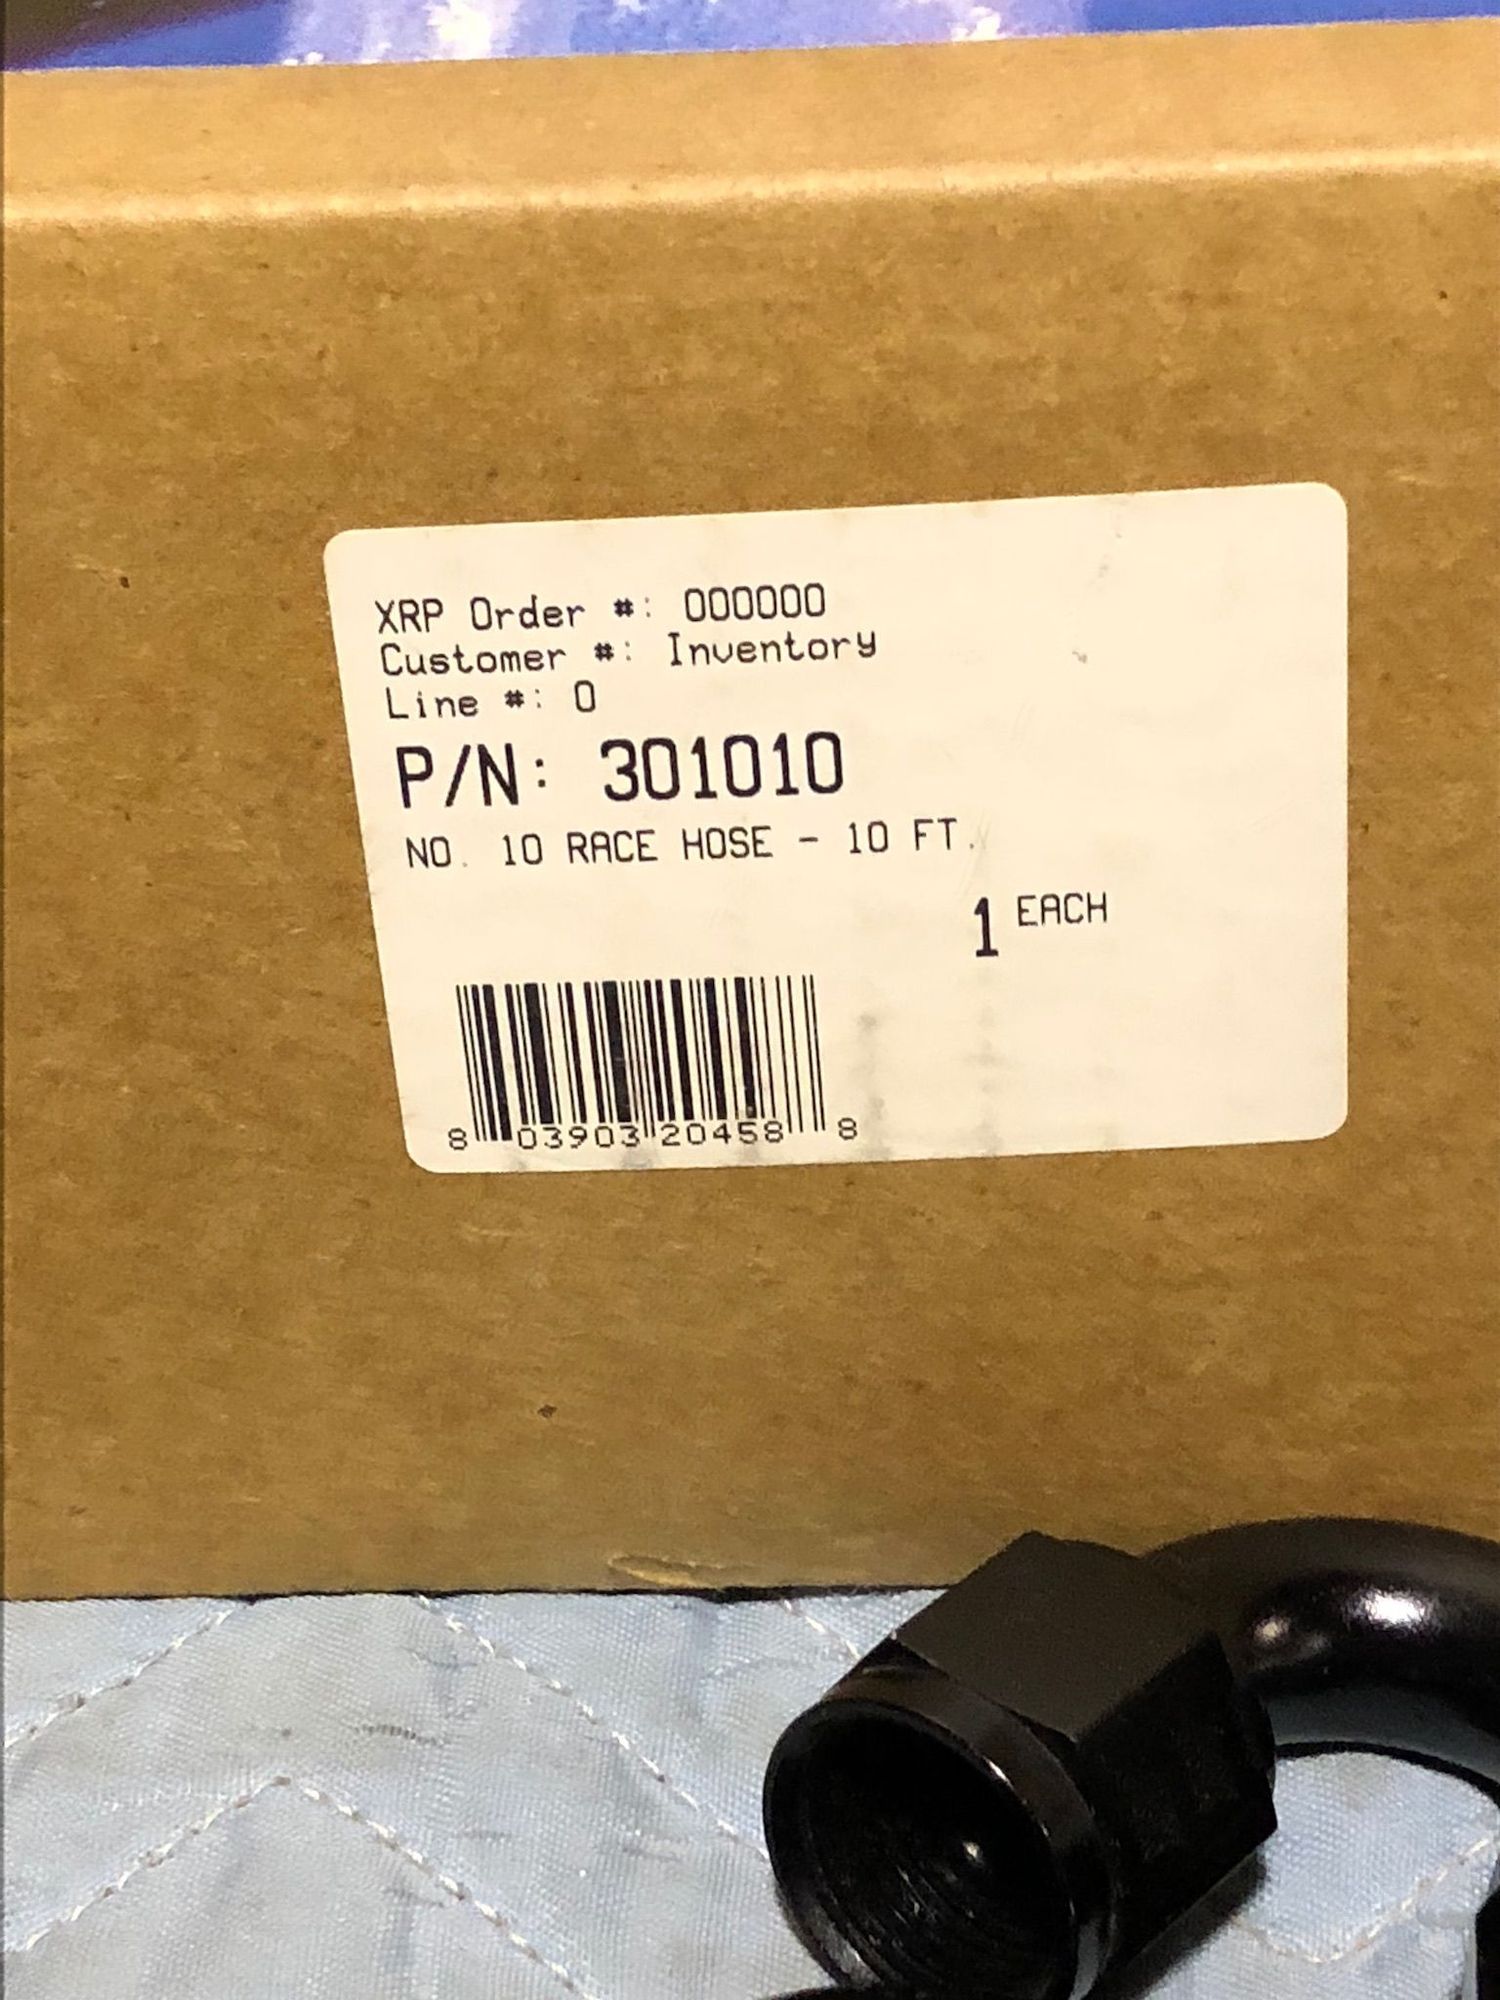 XRP Order #: 000000
Customer #: Inventory
Line #: 0
P/N: 301010
NO. 10 RACE HOSE - 10 FT.
1 EACH
8 03903 20458 8